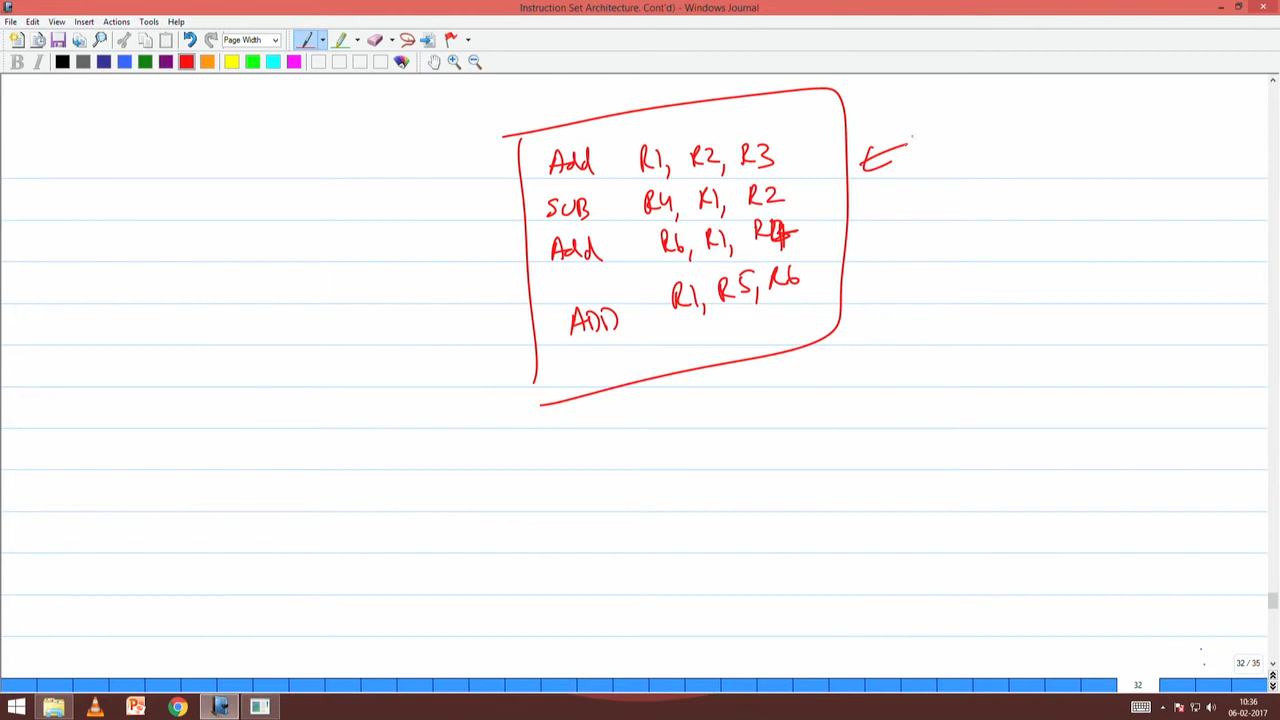 Instruction Set Architecture. Cont'd) - Windows Journal
File Edit View Insert Actions Tools Help
Page Width
Add R1, R2, R3
SUB R4, R1, R2
Add R6, R1, R4
ADD R1, R5, R6
32 / 35
32
10:36
06-02-2017